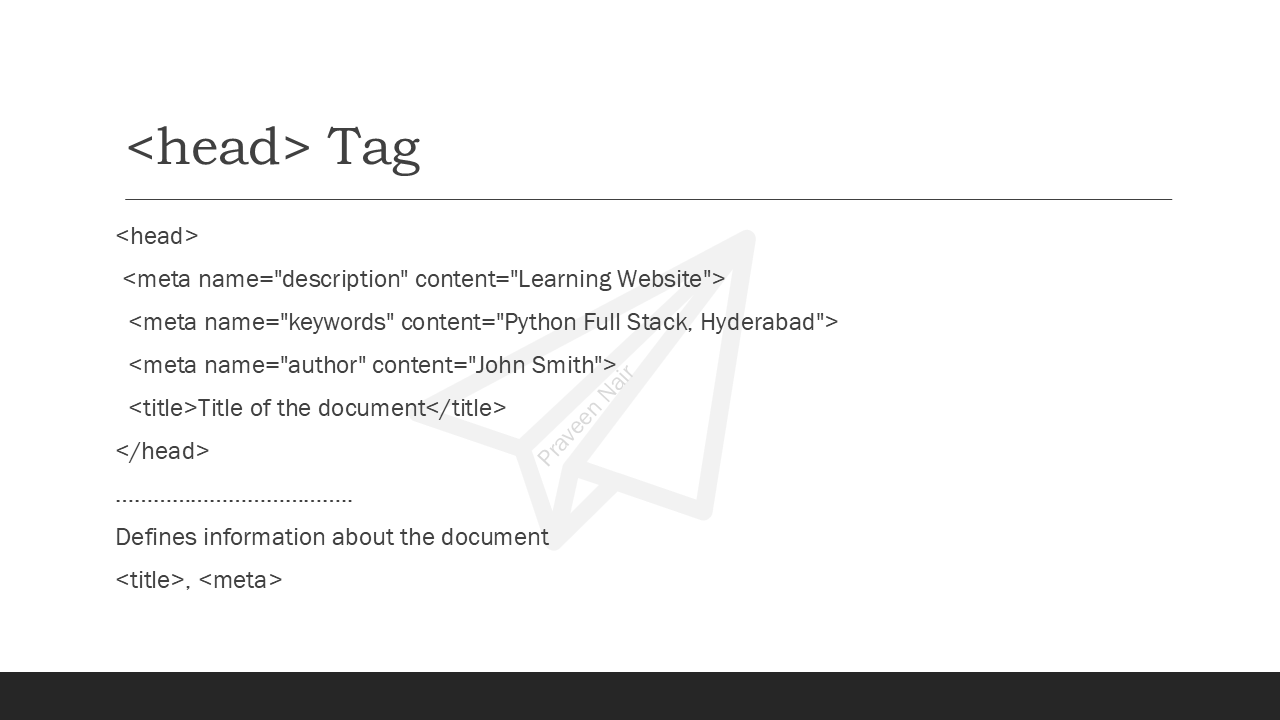 <head> Tag
<head>
<meta name="description" content="Learning Website">
<meta name="keywords" content="Python Full Stack, Hyderabad">
<meta name="author" content="John Smith">
<title>Title of the document</title>
</head>
......................................
Defines information about the document
<title>, <meta>
Praveen Nair